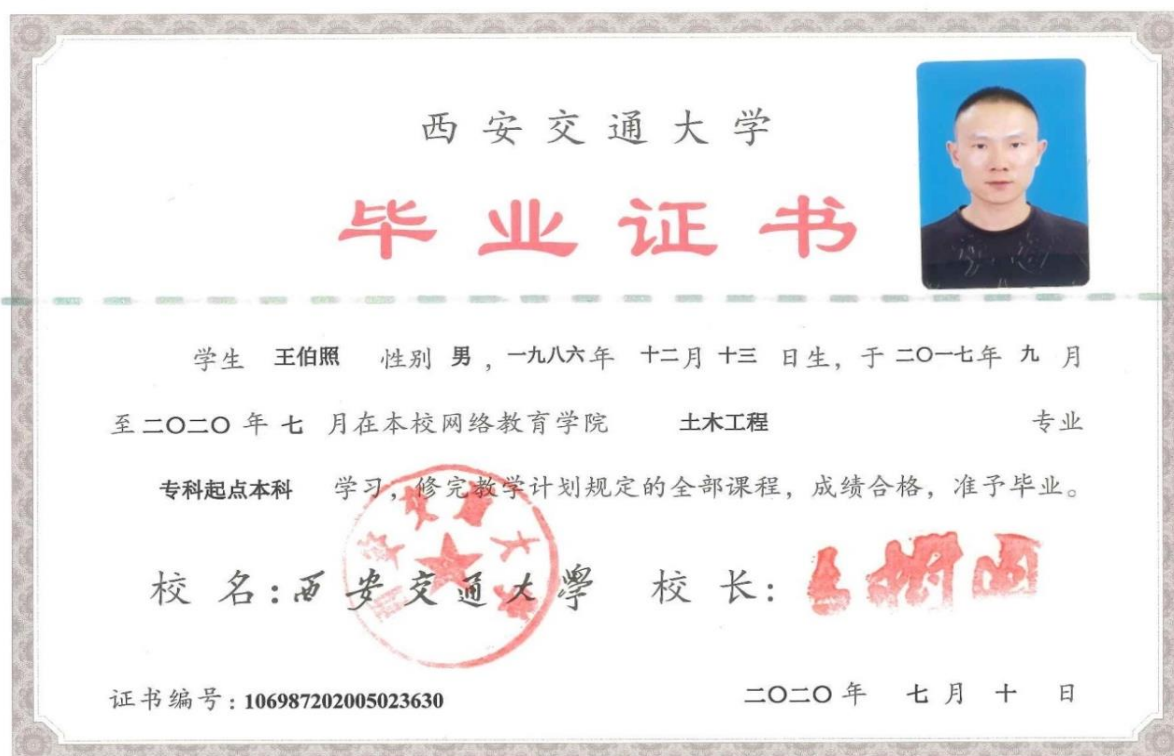 西安交通大学
毕业证书
学生 王伯照 性别 男，一九八六年 十二月 十三 日生，于 二〇一七年 九 月
至二〇二〇 年 七 月在本校网络教育学院 土木工程 专业
专科起点本科 学习，修完教学计划规定的全部课程，成绩合格，准予毕业。
校 名：西安交通大學 校 长：
证书编号：106987202005023630 二〇二〇 年 七 月 十 日